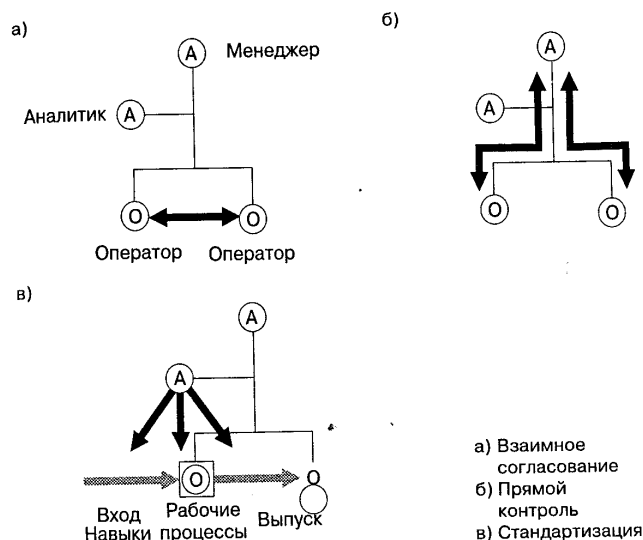 а)
А
Менеджер
Аналитик
А
О
О
Оператор
Оператор
б)
А
А
О
О
в)
А
А
О
О
Вход
Навыки
Рабочие
процессы
Выпуск
а) Взаимное
согласование
б) Прямой
контроль
в) Стандартизация